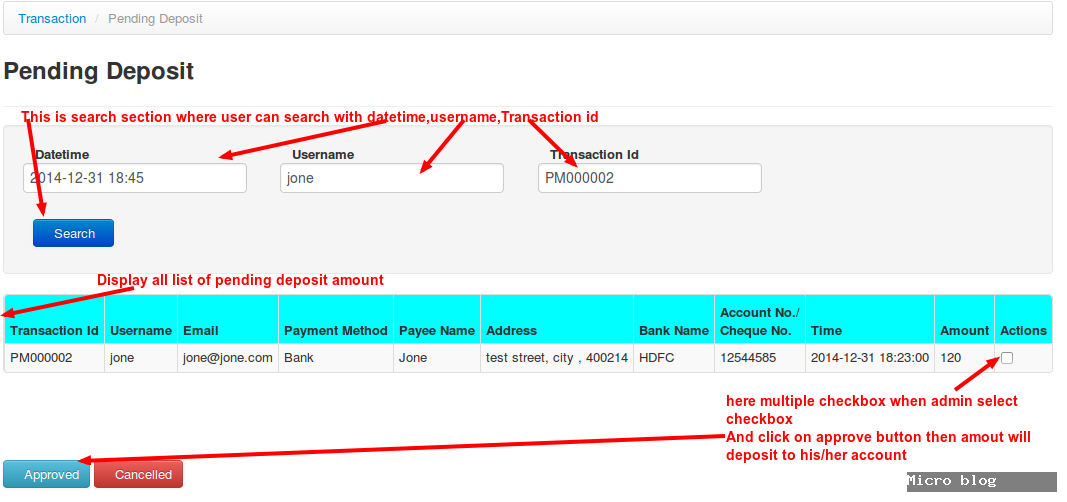 Transaction / Pending Deposit
Pending Deposit
This is search section where user can search with datetime,username,Transaction id
Datetime Username Transaction Id
2014-12-31 18:45 jone PM000002
Search
Display all list of pending deposit amount
Transaction Id Username Email Payment Method Payee Name Address Bank Name Account No./ Cheque No. Time Amount Actions
PM000002 jone jone@jone.com Bank Jone test street, city , 400214 HDFC 12544585 2014-12-31 18:23:00 120
here multiple checkbox when admin select
checkbox
And click on approve button then amout will
deposit to his/her account
Approved Cancelled
Micro blog